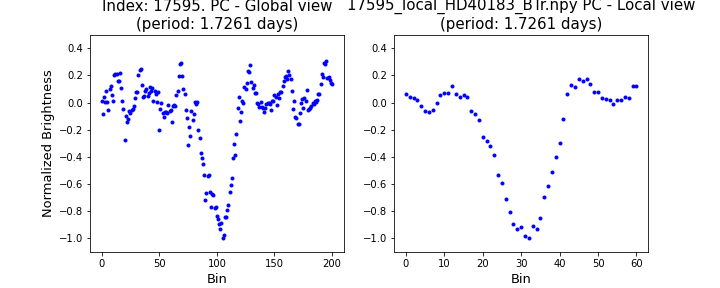 Index: 17595. PC - Global view
(period: 1.7261 days)
17595_local_HD40183_BTr.npy PC - Local view
(period: 1.7261 days)
Normalized Brightness
0.4
0.2
0.0
−0.2
−0.4
−0.6
−0.8
−1.0
0 50 100 150 200
Bin
0.4
0.2
0.0
−0.2
−0.4
−0.6
−0.8
−1.0
0 10 20 30 40 50 60
Bin